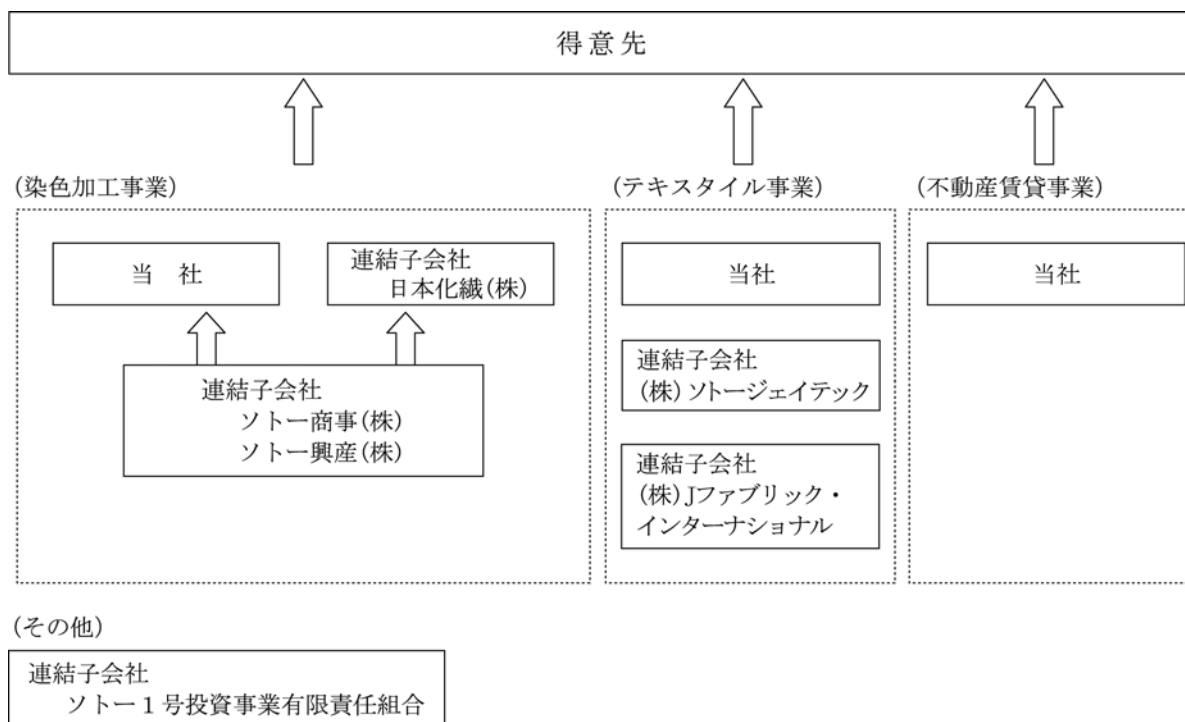 得意先
(染色加工事業)
(テキスタイル事業)
(不動産賃貸事業)
当 社
連結子会社
日本化繊(株)
連結子会社
ソトー商事(株)
ソトー興産(株)
当社
連結子会社
(株)ソトージェイテック
連結子会社
(株)Jファブリック・
インターナショナル
当社
(その他)
連結子会社
ソトー1号投資事業有限責任組合